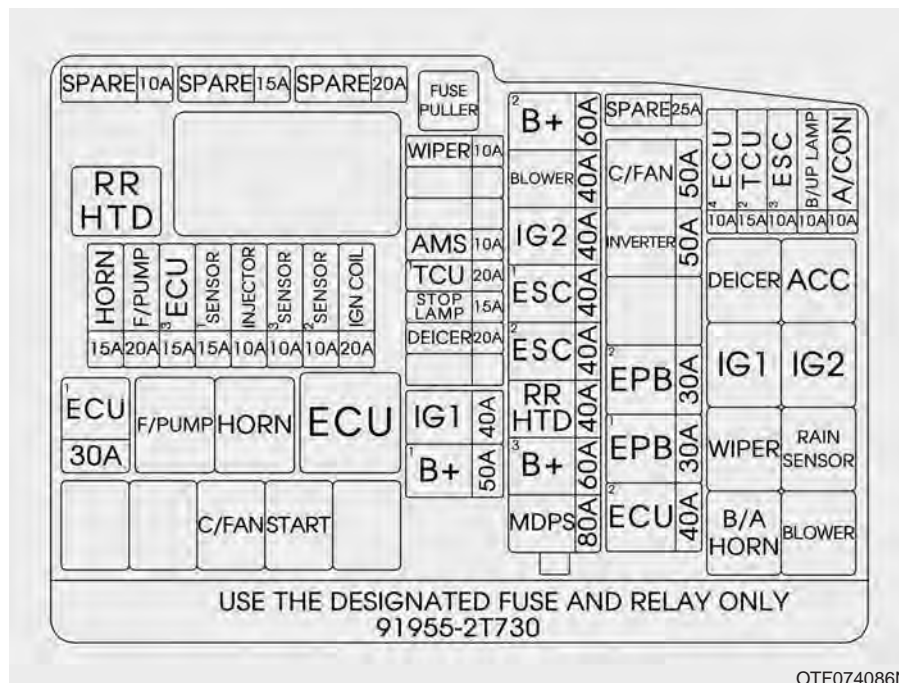 SPARE 10A SPARE 15A SPARE 20A
FUSE
PULLER
WIPER 10A
AMS 10A
1 TCU 20A
STOP
LAMP 15A
DEICER 20A
IG1 40A
1 B+ 50A
RR
HTD
HORN 15A
F/PUMP 20A
3 ECU 15A
1 SENSOR 15A
INJECTOR 10A
3 SENSOR 10A
2 SENSOR 10A
IGN COIL 20A
1 ECU 30A
F/PUMP HORN ECU
C/FAN START
2 B+ 60A
BLOWER 40A
IG2 40A
1 ESC 40A
2 ESC 40A
RR
HTD 40A
3 B+ 60A
MDPS 80A
SPARE 25A
C/FAN 50A
INVERTER 50A
2 EPB 30A
1 EPB 30A
2 ECU 40A
4 ECU 10A
2 TCU 15A
3 ESC 10A
B/UP LAMP 10A
A/CON 10A
DEICER ACC
IG1 IG2
WIPER RAIN
SENSOR
B/A
HORN BLOWER
USE THE DESIGNATED FUSE AND RELAY ONLY
91955-2T730